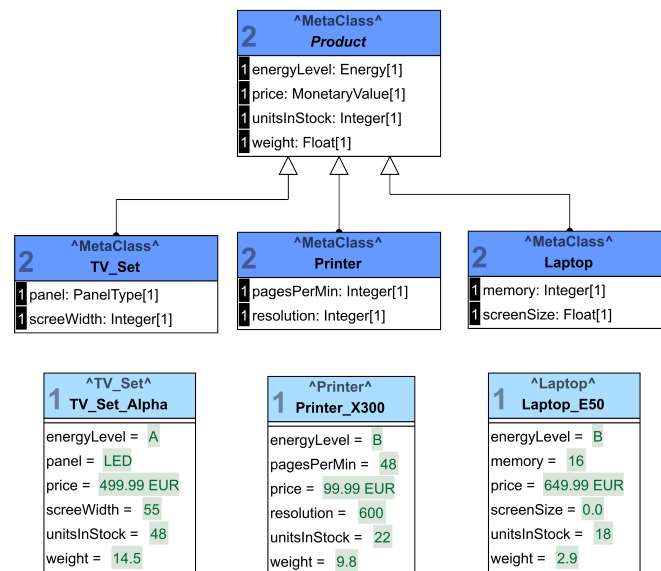 ^MetaClass^
2
Product
1 energyLevel: Energy[1]
1 price: MonetaryValue[1]
1 unitsInStock: Integer[1]
1 weight: Float[1]
^MetaClass^
2
TV_Set
1 panel: PanelType[1]
1 screeWidth: Integer[1]
^MetaClass^
2
Printer
1 pagesPerMin: Integer[1]
1 resolution: Integer[1]
^MetaClass^
2
Laptop
1 memory: Integer[1]
1 screenSize: Float[1]
^TV_Set^
1
TV_Set_Alpha
energyLevel = A
panel = LED
price = 499.99 EUR
screeWidth = 55
unitsInStock = 48
weight = 14.5
^Printer^
1
Printer_X300
energyLevel = B
pagesPerMin = 48
price = 99.99 EUR
resolution = 600
unitsInStock = 22
weight = 9.8
^Laptop^
1
Laptop_E50
energyLevel = B
memory = 16
price = 649.99 EUR
screenSize = 0.0
unitsInStock = 18
weight = 2.9